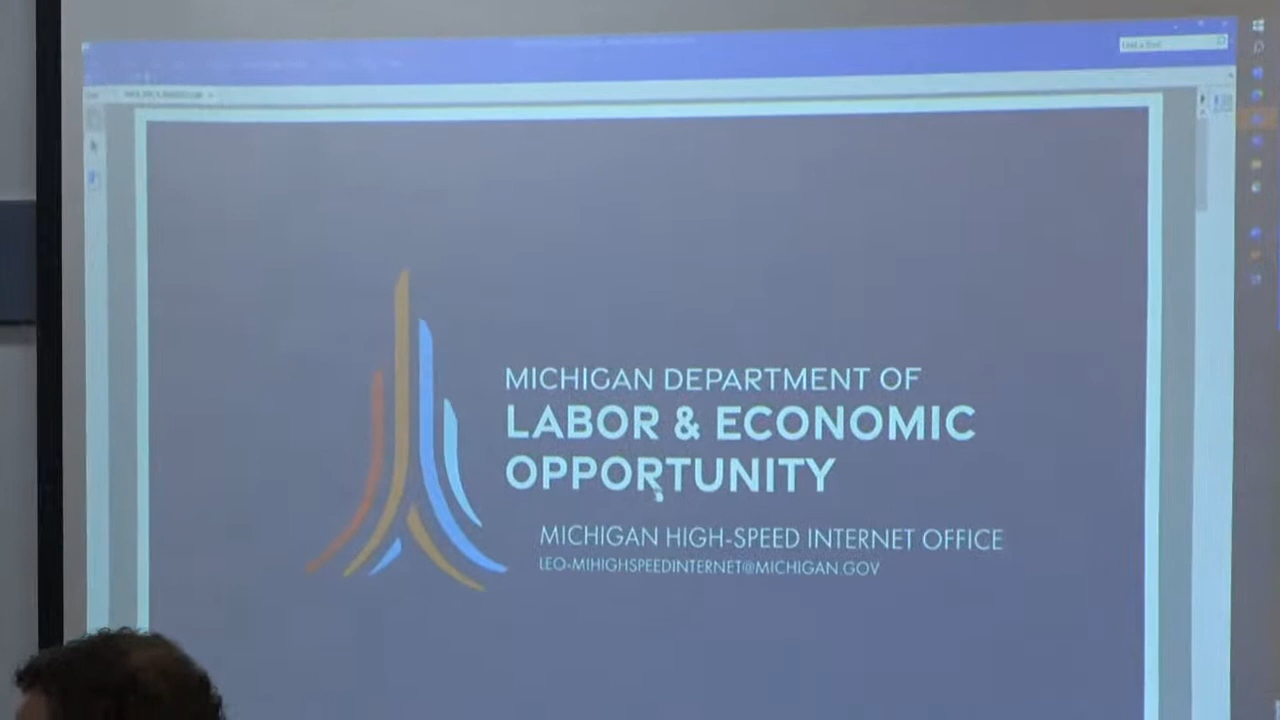 MICHIGAN DEPARTMENT OF
LABOR & ECONOMIC
OPPORTUNITY
MICHIGAN HIGH-SPEED INTERNET OFFICE
LEO-MIHIGHSPEEDINTERNET@MICHIGAN.GOV